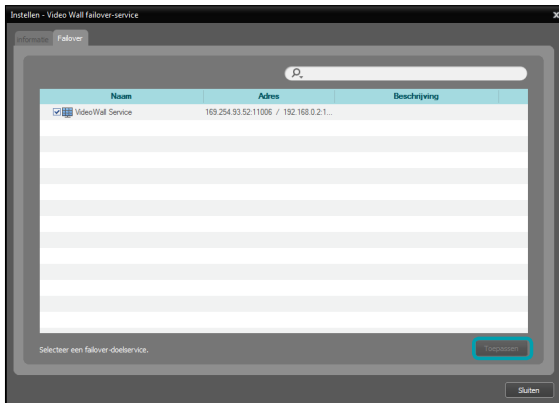 Instellen - Video Wall failover-service
Informatie Failover
Naam Adres Beschrijving
VideoWall Service 169.254.93.52:11006 / 192.168.0.2:1...
Selecteer een failover-doelservice.
Toepassen
Sluiten